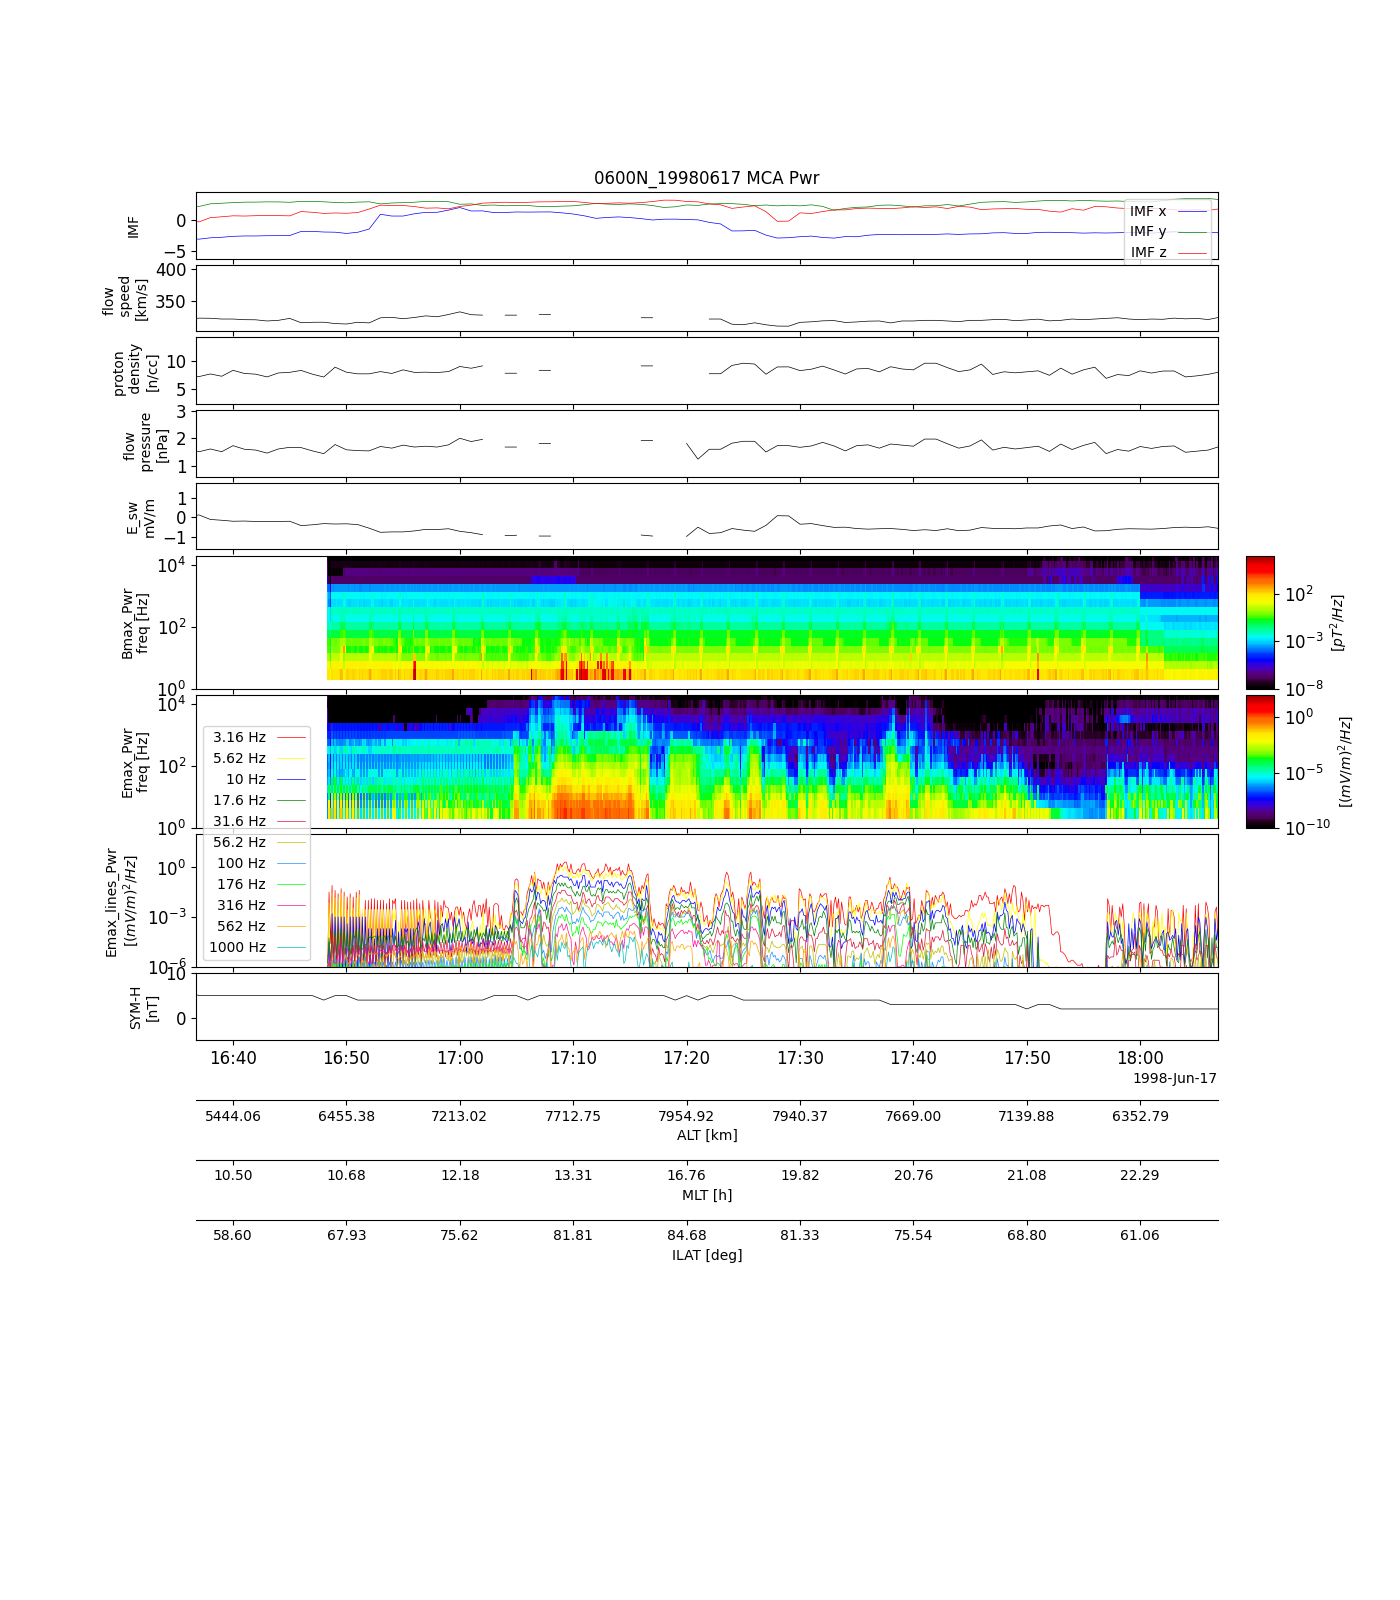 0600N_19980617 MCA Pwr
IMF
0
−5
IMF x
IMF y
IMF z
flow
speed
[km/s]
400
350
proton
density
[n/cc]
10
5
flow
pressure
[nPa]
3
2
1
E_sw
mV/m
1
0
−1
Bmax_Pwr
freq [Hz]
10^4
10^2
10^0
10^2
10^−3
10^−8
[pT^2/Hz]
Emax_Pwr
freq [Hz]
10^4
10^2
10^0
10^0
10^−5
10^−10
[(mV/m)^2/Hz]
3.16 Hz
5.62 Hz
10 Hz
17.6 Hz
31.6 Hz
56.2 Hz
100 Hz
176 Hz
316 Hz
562 Hz
1000 Hz
Emax_lines_Pwr
[(mV/m)^2/Hz]
10^0
10^−3
10^−6
SYM-H
[nT]
10
0
16:40 16:50 17:00 17:10 17:20 17:30 17:40 17:50 18:00
1998-Jun-17
5444.06 6455.38 7213.02 7712.75 7954.92 7940.37 7669.00 7139.88 6352.79
ALT [km]
10.50 10.68 12.18 13.31 16.76 19.82 20.76 21.08 22.29
MLT [h]
58.60 67.93 75.62 81.81 84.68 81.33 75.54 68.80 61.06
ILAT [deg]